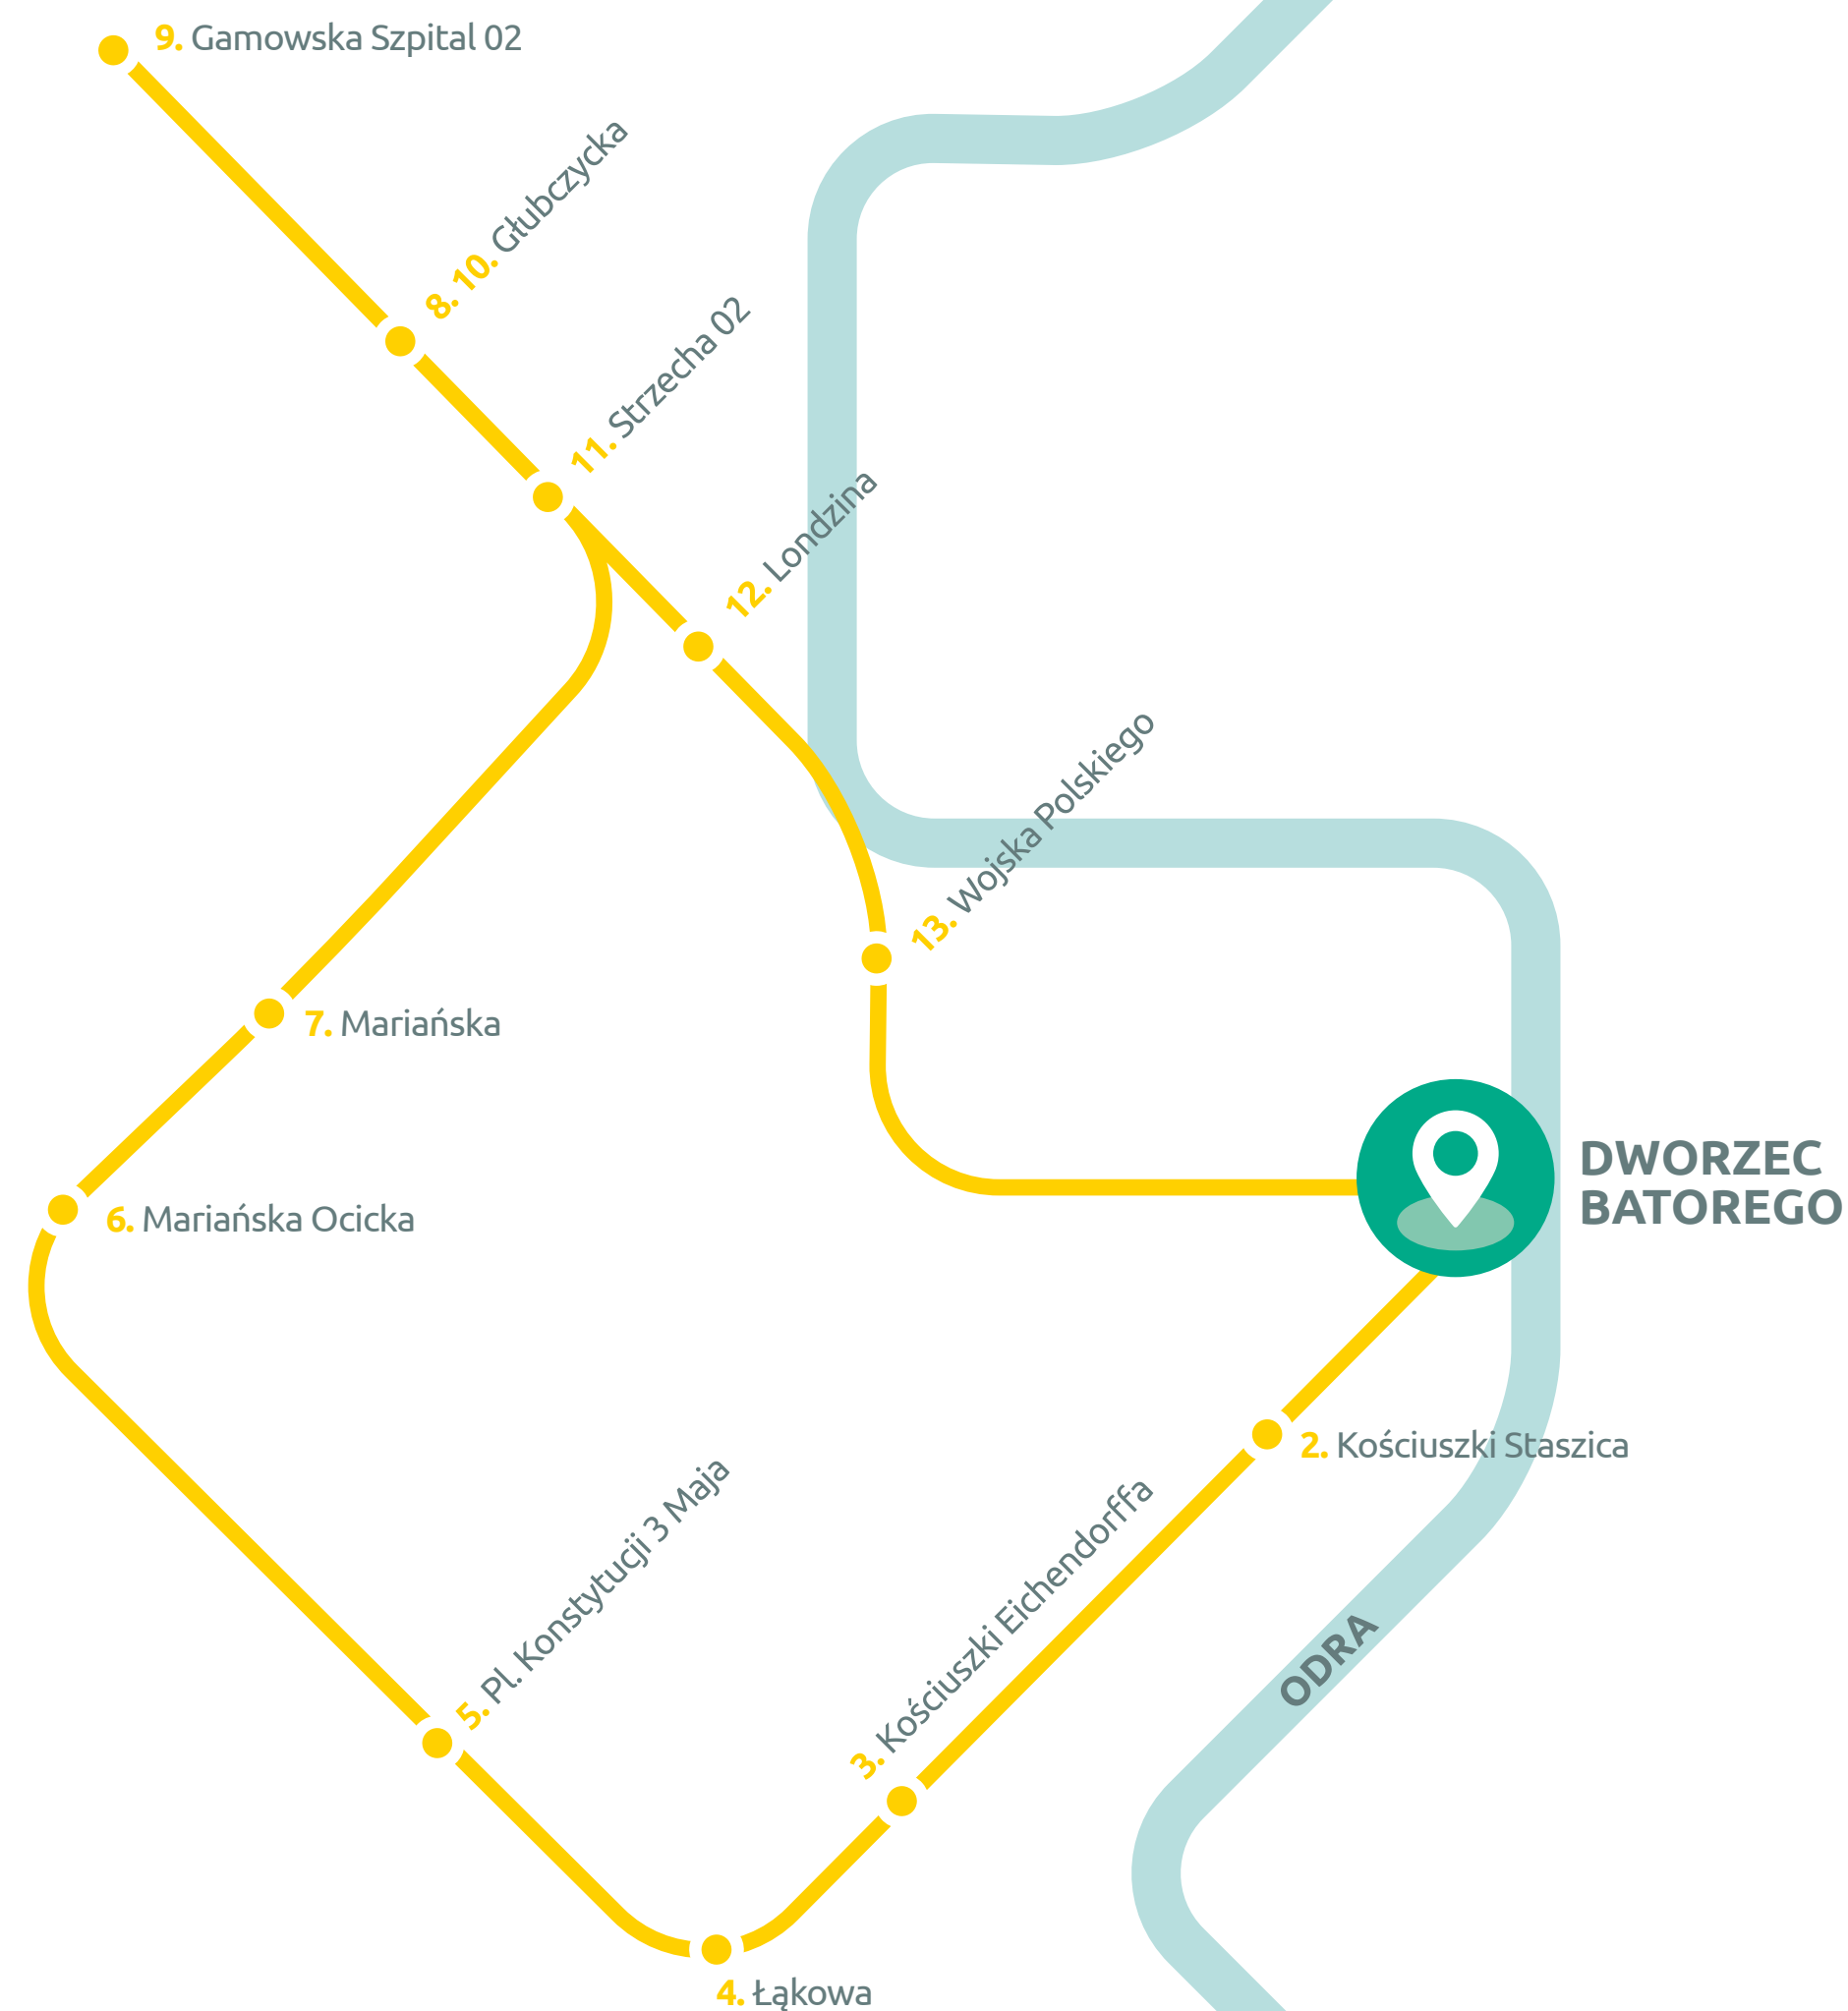 9. Gamowska Szpital 02
8. 10. Głubczycka
11. Strzecha 02
12. Londzina
13. Wojska Polskiego
7. Mariańska
DWORZEC
BATOREGO
6. Mariańska Ocicka
2. Kościuszki Staszica
5. Pl. Konstytucji 3 Maja
3. Kościuszki Eichendorffa
ODRA
4. Łąkowa